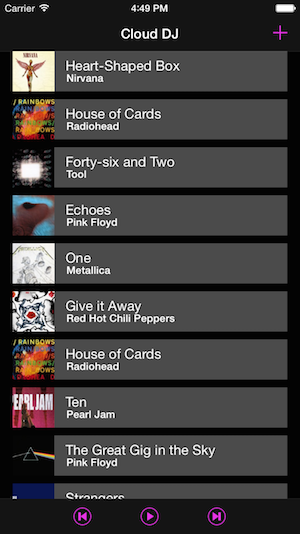 Carrier 4:49 PM
Cloud DJ +
Heart-Shaped Box
Nirvana
/ RAINBOWS
House of Cards
Radiohead
Forty-six and Two
Tool
Echoes
Pink Floyd
One
Metallica
Give it Away
Red Hot Chili Peppers
/ RAINBOWS
House of Cards
Radiohead
PEARL JAM
Ten
Pearl Jam
The Great Gig in the Sky
Pink Floyd
Strangers